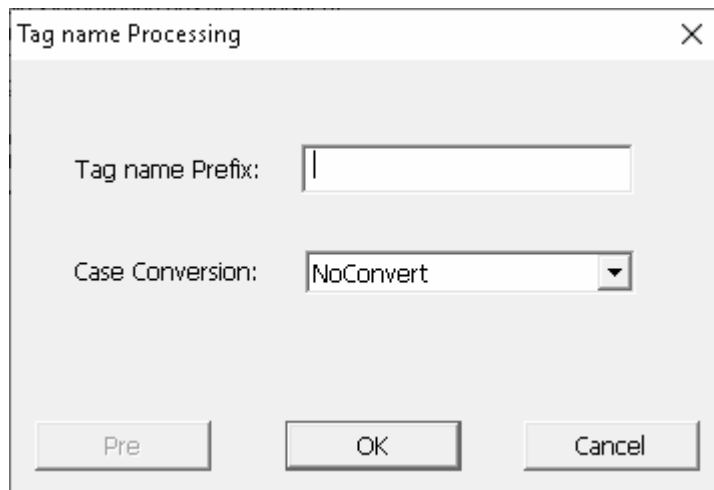 Tag name Processing
Tag name Prefix:
Case Conversion: NoConvert
Pre OK Cancel